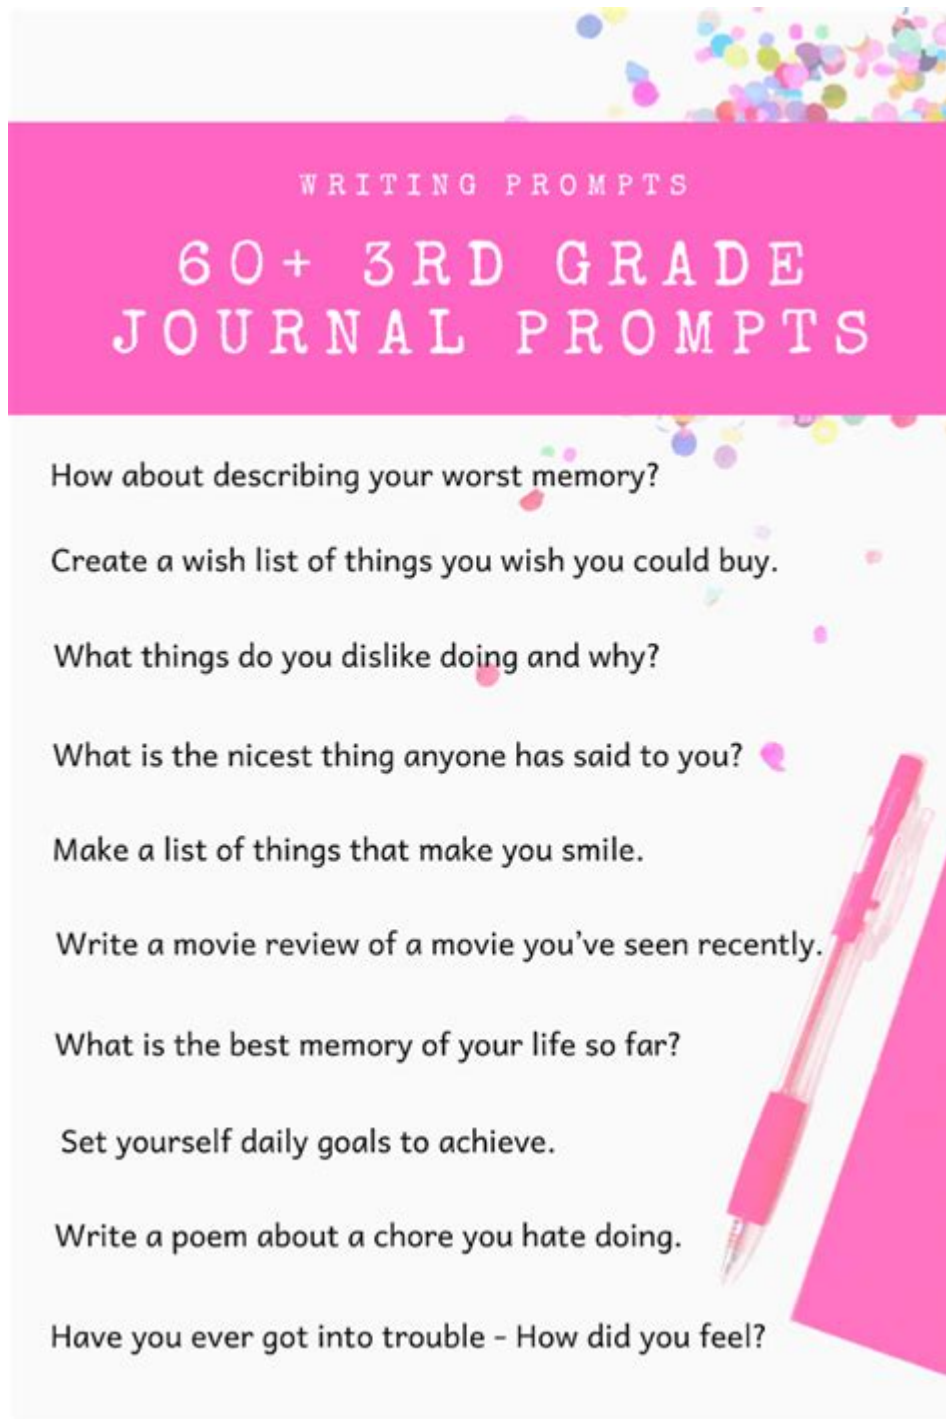 WRITING PROMPTS
60+ 3RD GRADE
JOURNAL PROMPTS
How about describing your worst memory?
Create a wish list of things you wish you could buy.
What things do you dislike doing and why?
What is the nicest thing anyone has said to you?
Make a list of things that make you smile.
Write a movie review of a movie you've seen recently.
What is the best memory of your life so far?
Set yourself daily goals to achieve.
Write a poem about a chore you hate doing.
Have you ever got into trouble - How did you feel?